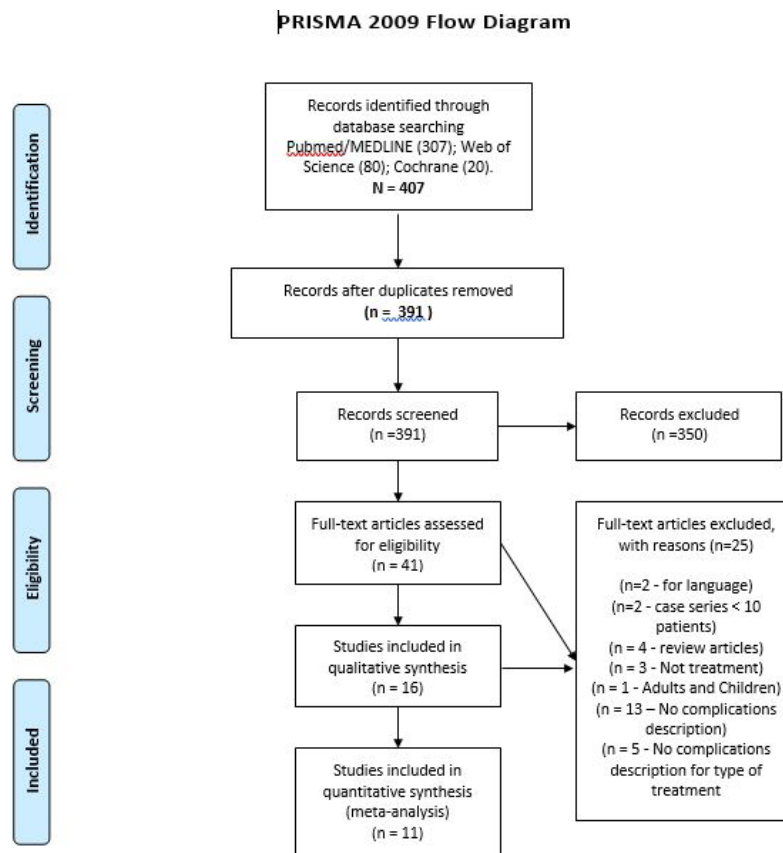 PRISMA 2009 Flow Diagram
Identification
Records identified through
database searching
Pubmed/MEDLINE (307); Web of
Science (80); Cochrane (20).
N = 407
Records after duplicates removed
(n = 391 )
Screening
Records screened
(n =391)
Records excluded
(n =350)
Eligibility
Full-text articles assessed
for eligibility
(n = 41)
Full-text articles excluded,
with reasons (n=25)
(n=2 - for language)
(n=2 - case series < 10
patients)
(n = 4 - review articles)
(n = 3 - Not treatment)
(n = 1 - Adults and Children)
(n = 13 – No complications
description)
(n = 5 - No complications
description for type of
treatment
Studies included in
qualitative synthesis
(n = 16)
Included
Studies included in
quantitative synthesis
(meta-analysis)
(n = 11)